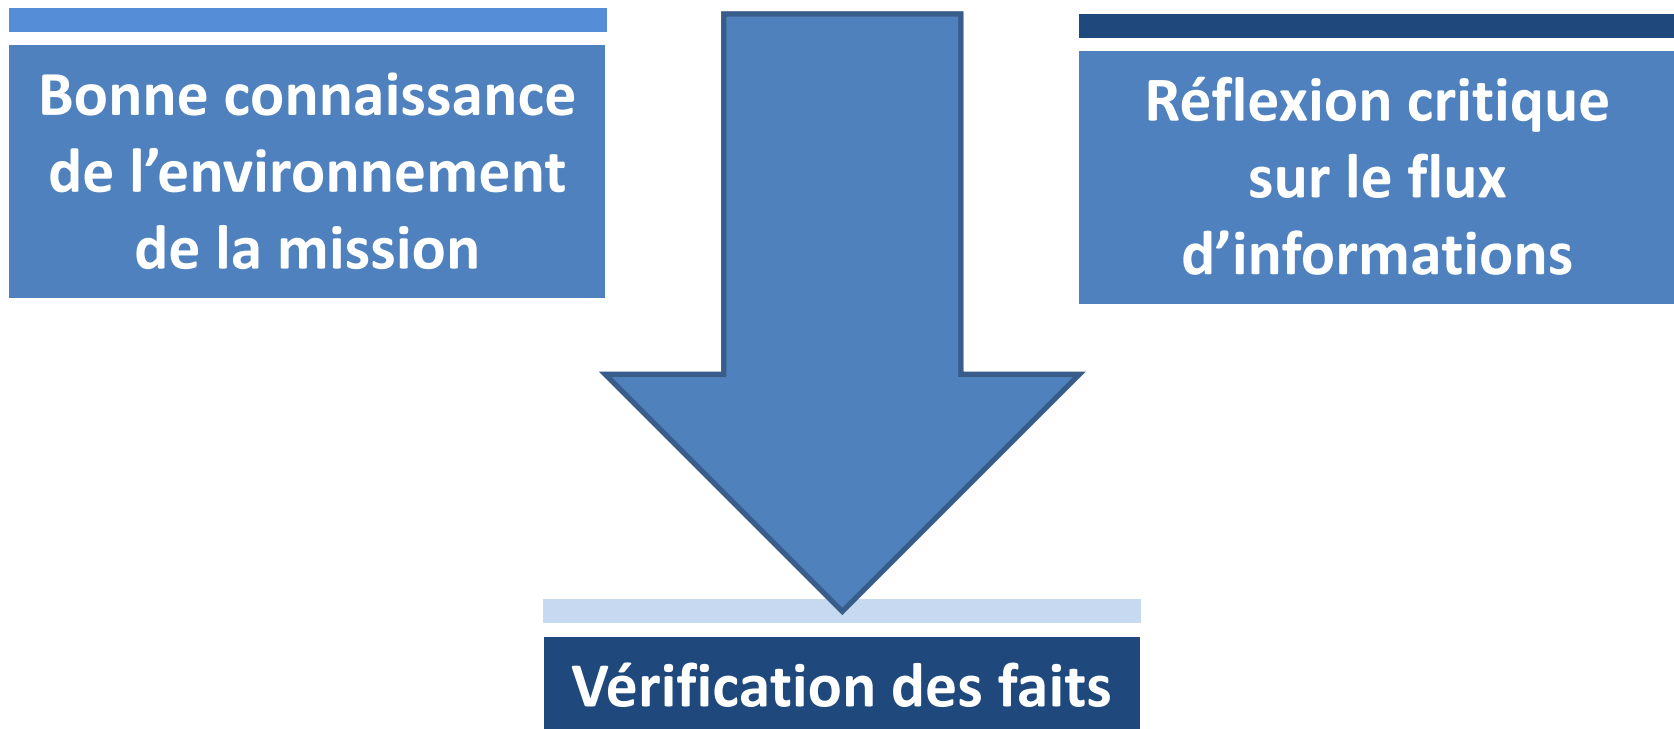 Bonne connaissance
de l’environnement
de la mission
Réflexion critique
sur le flux
d’informations
Vérification des faits